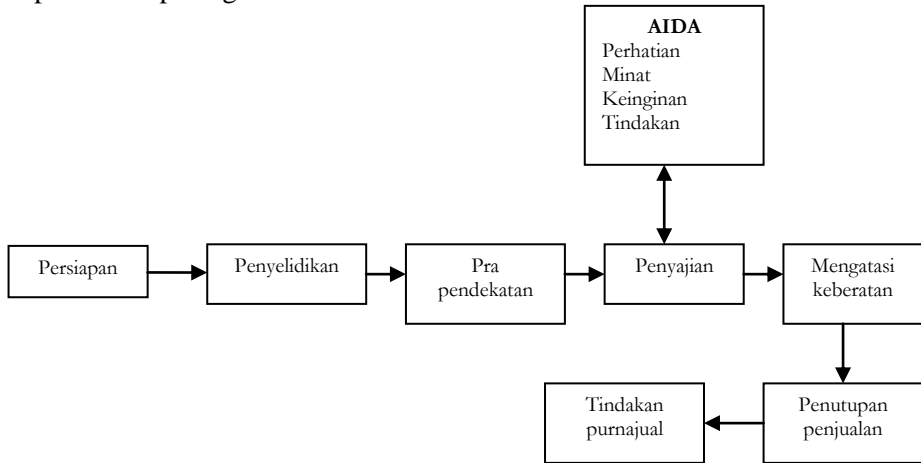 AIDA
Perhatian
Minat
Keinginan
Tindakan
Persiapan
Penyelidikan
Pra
pendekatan
Penyajian
Mengatasi
keberatan
Tindakan
purnajual
Penutupan
penjualan